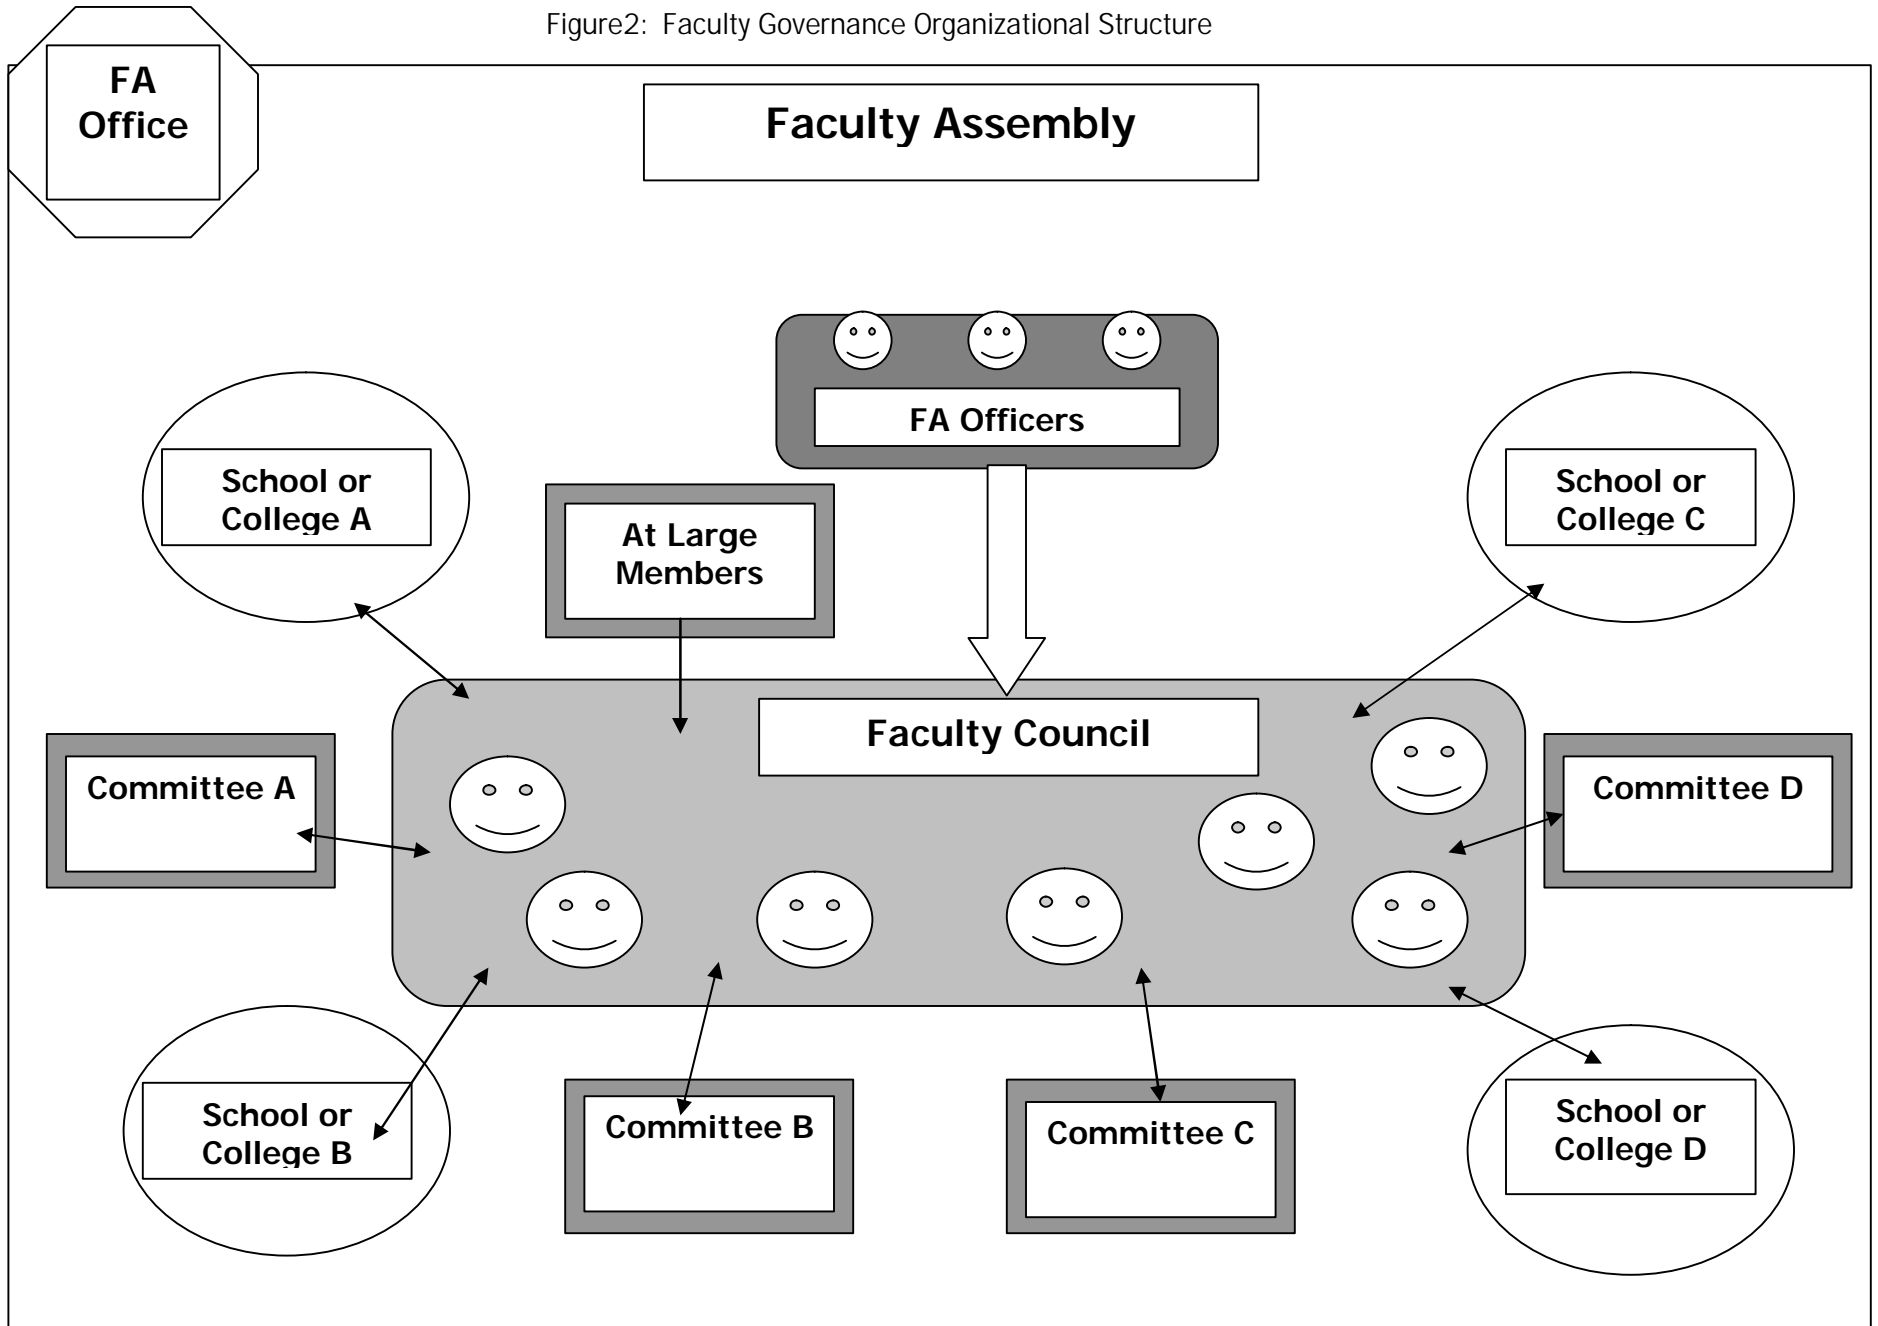 Figure2: Faculty Governance Organizational Structure
FA
Office
Faculty Assembly
FA Officers
School or
College A
At Large
Members
School or
College C
Faculty Council
Committee A
Committee D
School or
College B
Committee B
Committee C
School or
College D